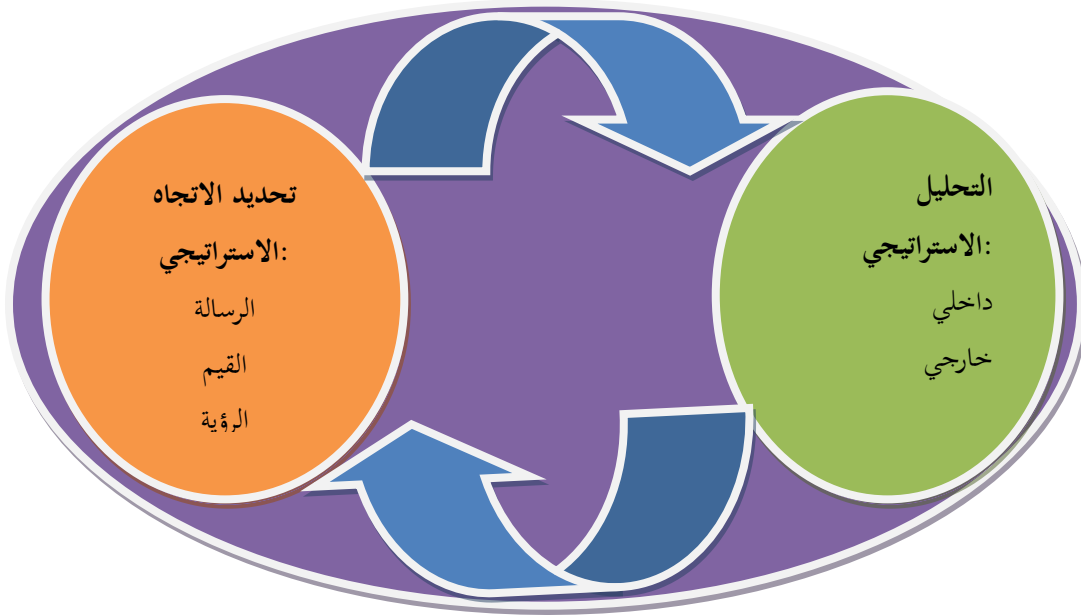 التحليل
الاستراتيجي:
داخلي
خارجي
تحديد الاتجاه
الاستراتيجي:
الرسالة
القيم
الرؤية